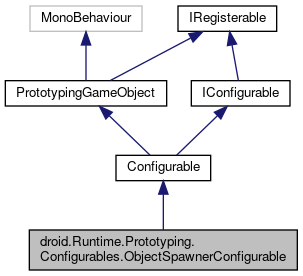 MonoBehaviour
IRegisterable
PrototypingGameObject
IConfigurable
Configurable
droid.Runtime.Prototyping.
Configurables.ObjectSpawnerConfigurable